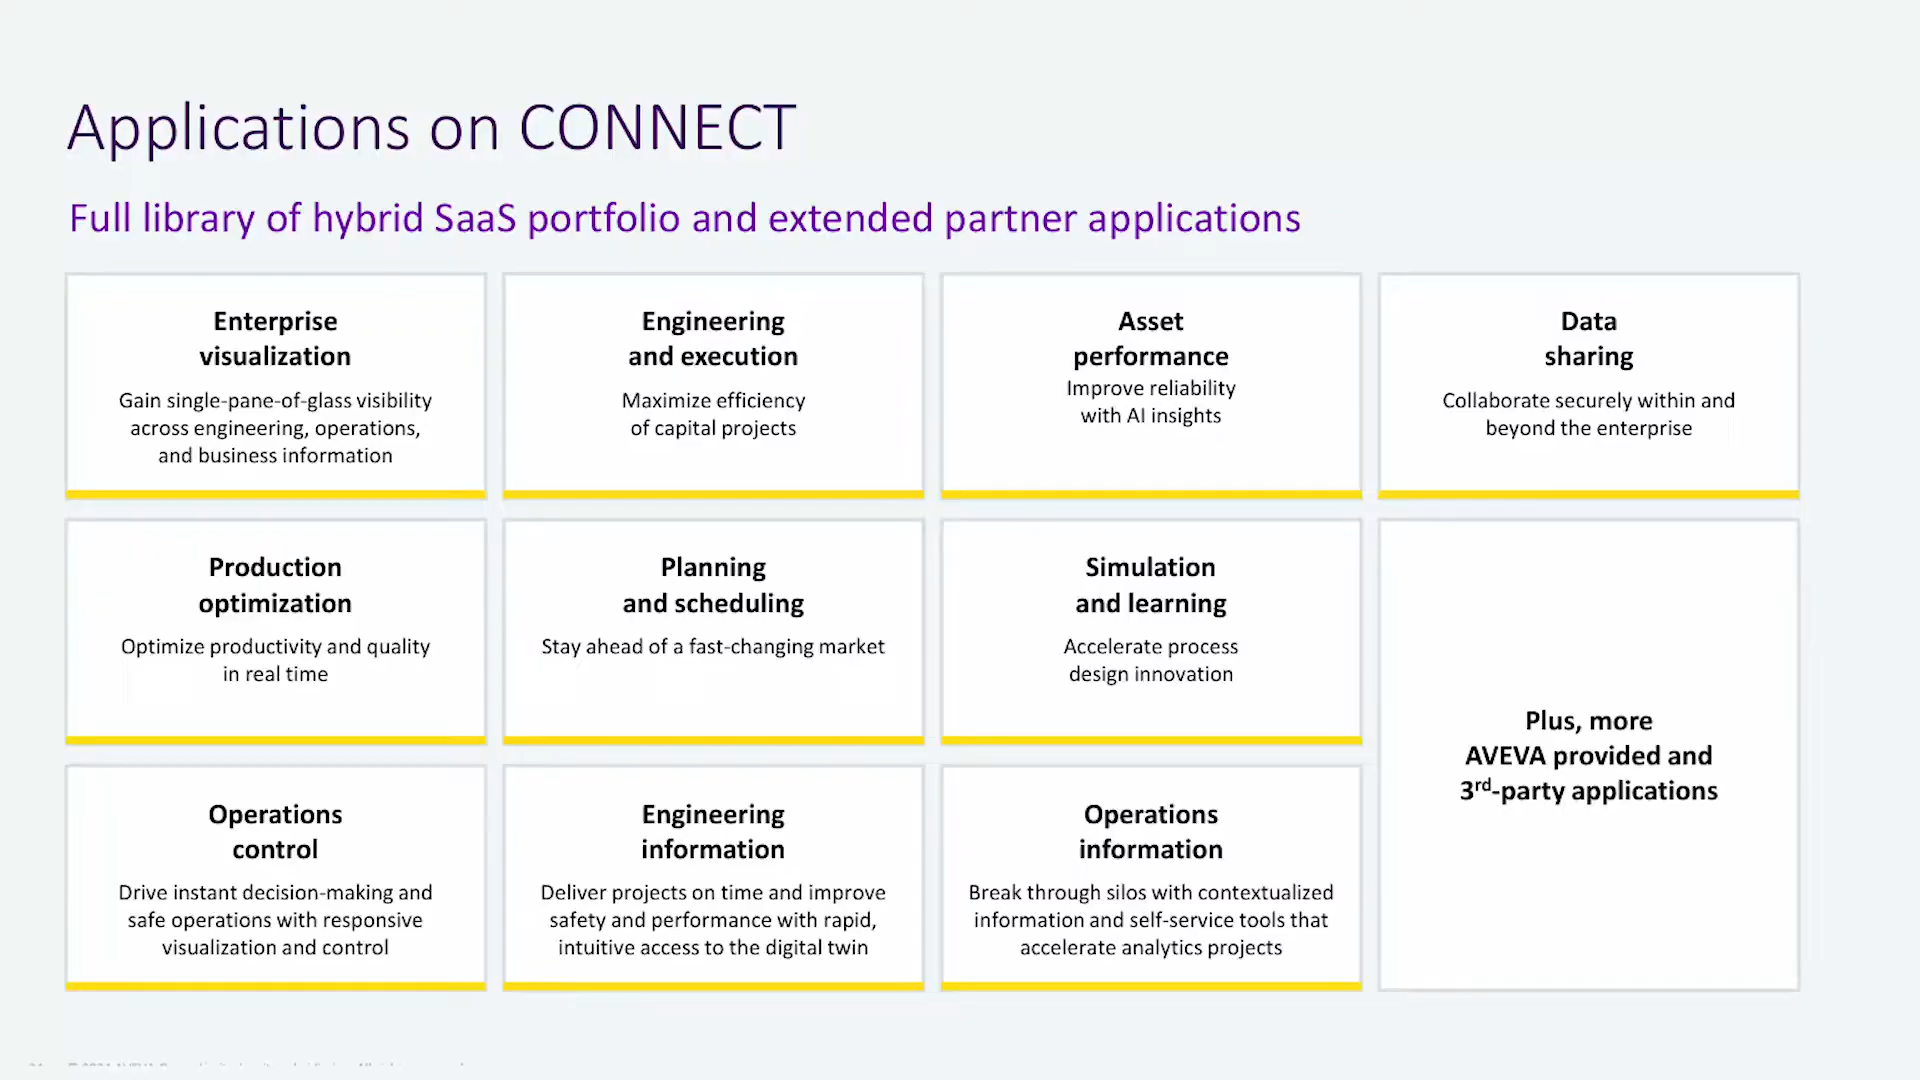 Applications on CONNECT
Full library of hybrid SaaS portfolio and extended partner applications
Enterprise
visualization
Gain single-pane-of-glass visibility
across engineering, operations,
and business information
Engineering
and execution
Maximize efficiency
of capital projects
Asset
performance
Improve reliability
with AI insights
Data
sharing
Collaborate securely within and
beyond the enterprise
Production
optimization
Optimize productivity and quality
in real time
Planning
and scheduling
Stay ahead of a fast-changing market
Simulation
and learning
Accelerate process
design innovation
Plus, more
AVEVA provided and
3rd-party applications
Operations
control
Drive instant decision-making and
safe operations with responsive
visualization and control
Engineering
information
Deliver projects on time and improve
safety and performance with rapid,
intuitive access to the digital twin
Operations
information
Break through silos with contextualized
information and self-service tools that
accelerate analytics projects